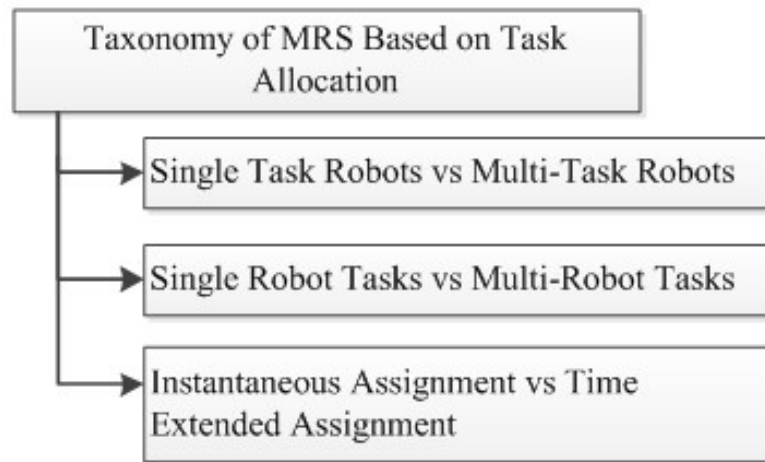 Taxonomy of MRS Based on Task
Allocation
Single Task Robots vs Multi-Task Robots
Single Robot Tasks vs Multi-Robot Tasks
Instantaneous Assignment vs Time
Extended Assignment